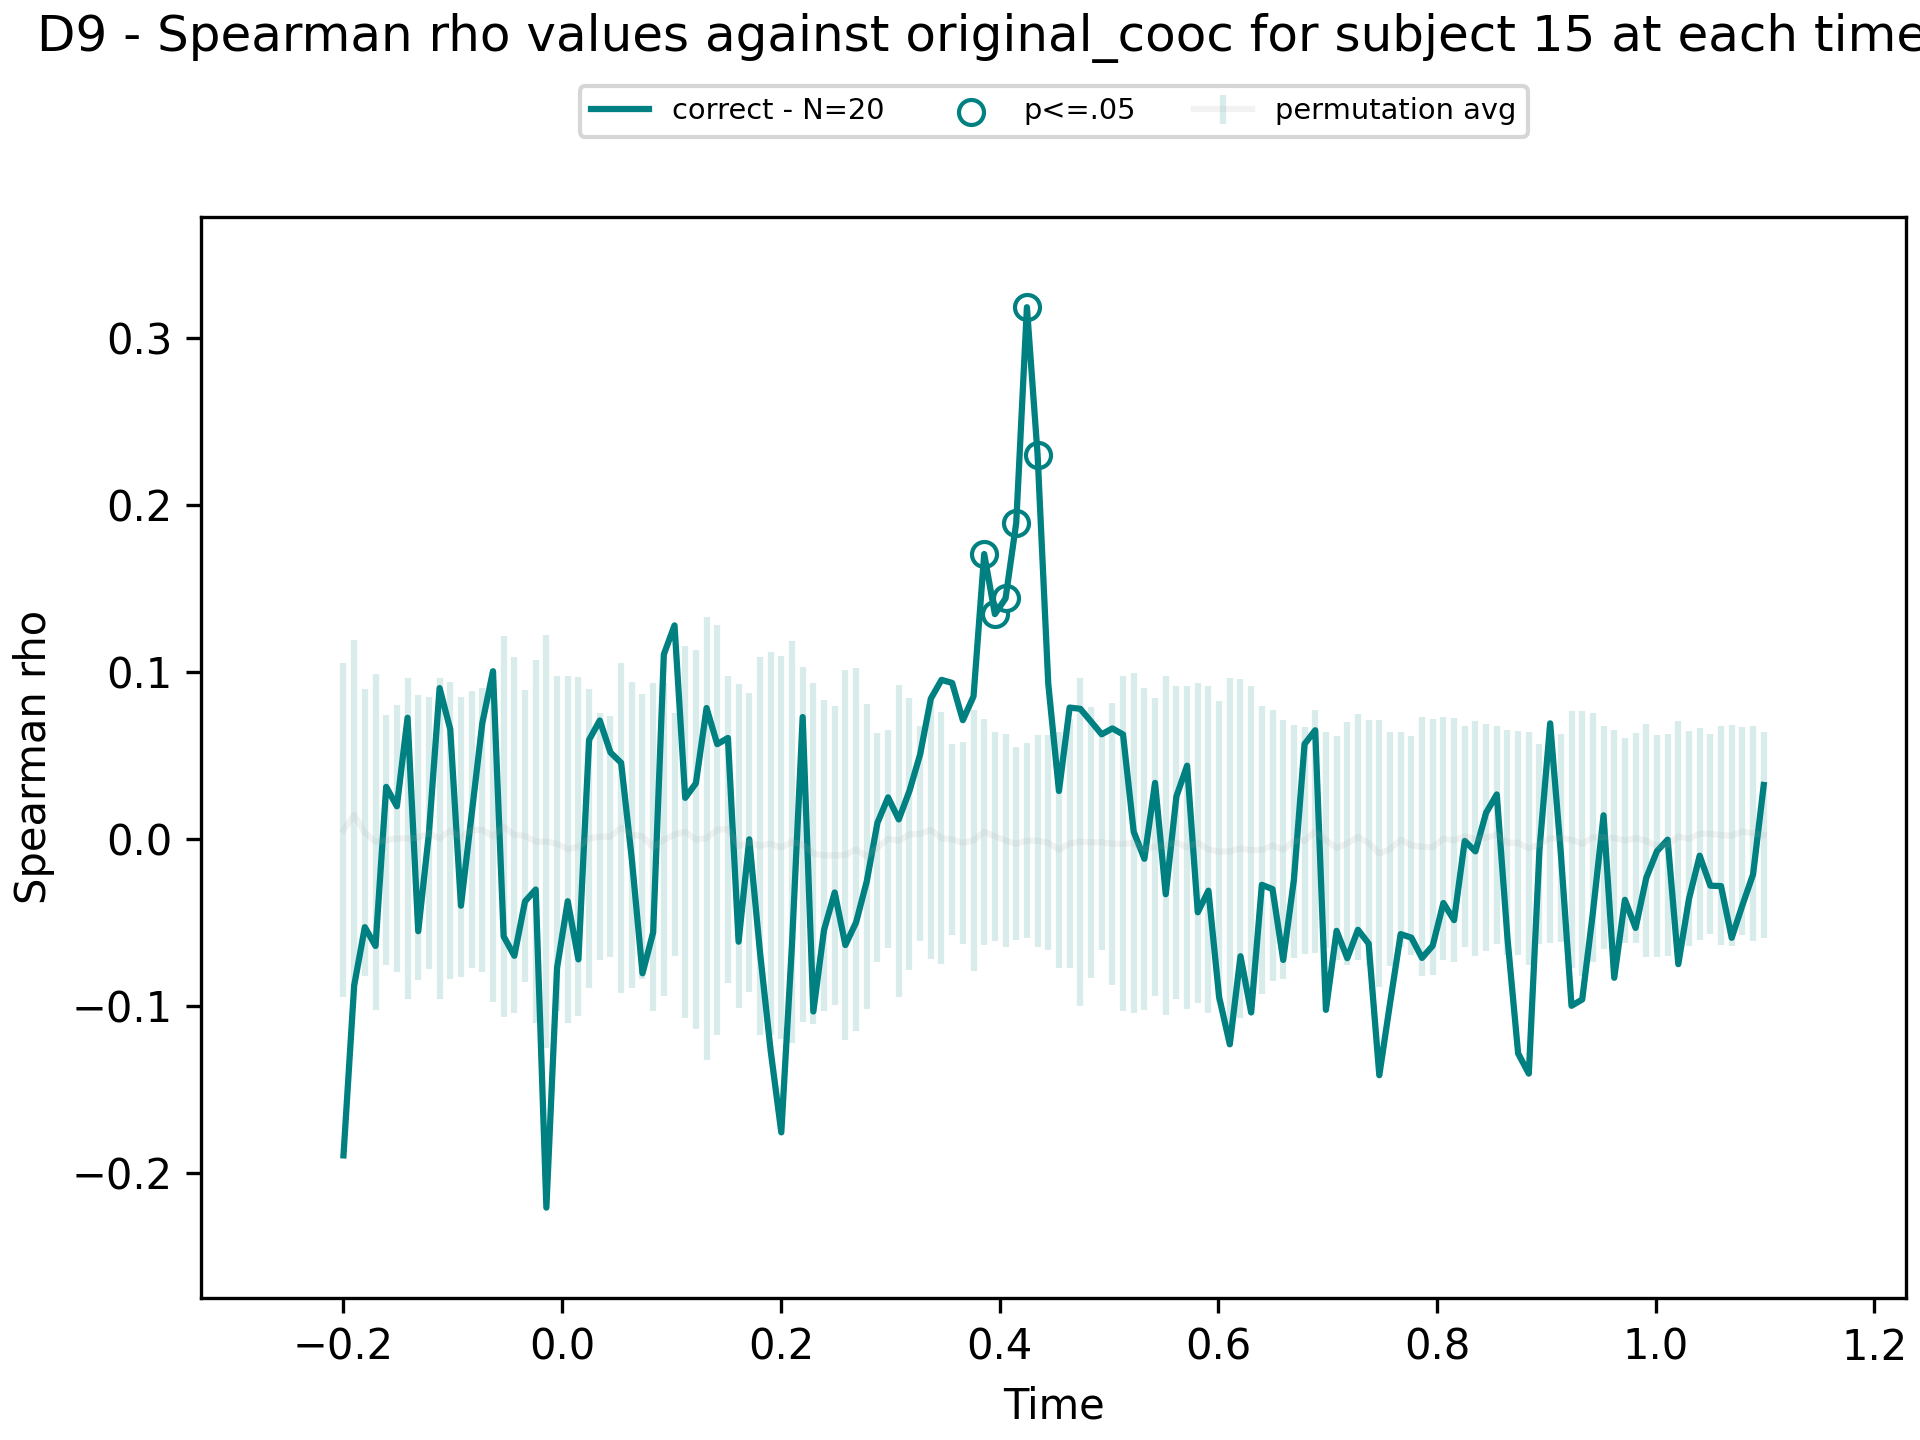 D9 - Spearman rho values against original_cooc for subject 15 at each time
correct - N=20 p<=.05 permutation avg
0.3
0.2
0.1
0.0
−0.1
−0.2
Spearman rho
−0.2 0.0 0.2 0.4 0.6 0.8 1.0 1.2
Time